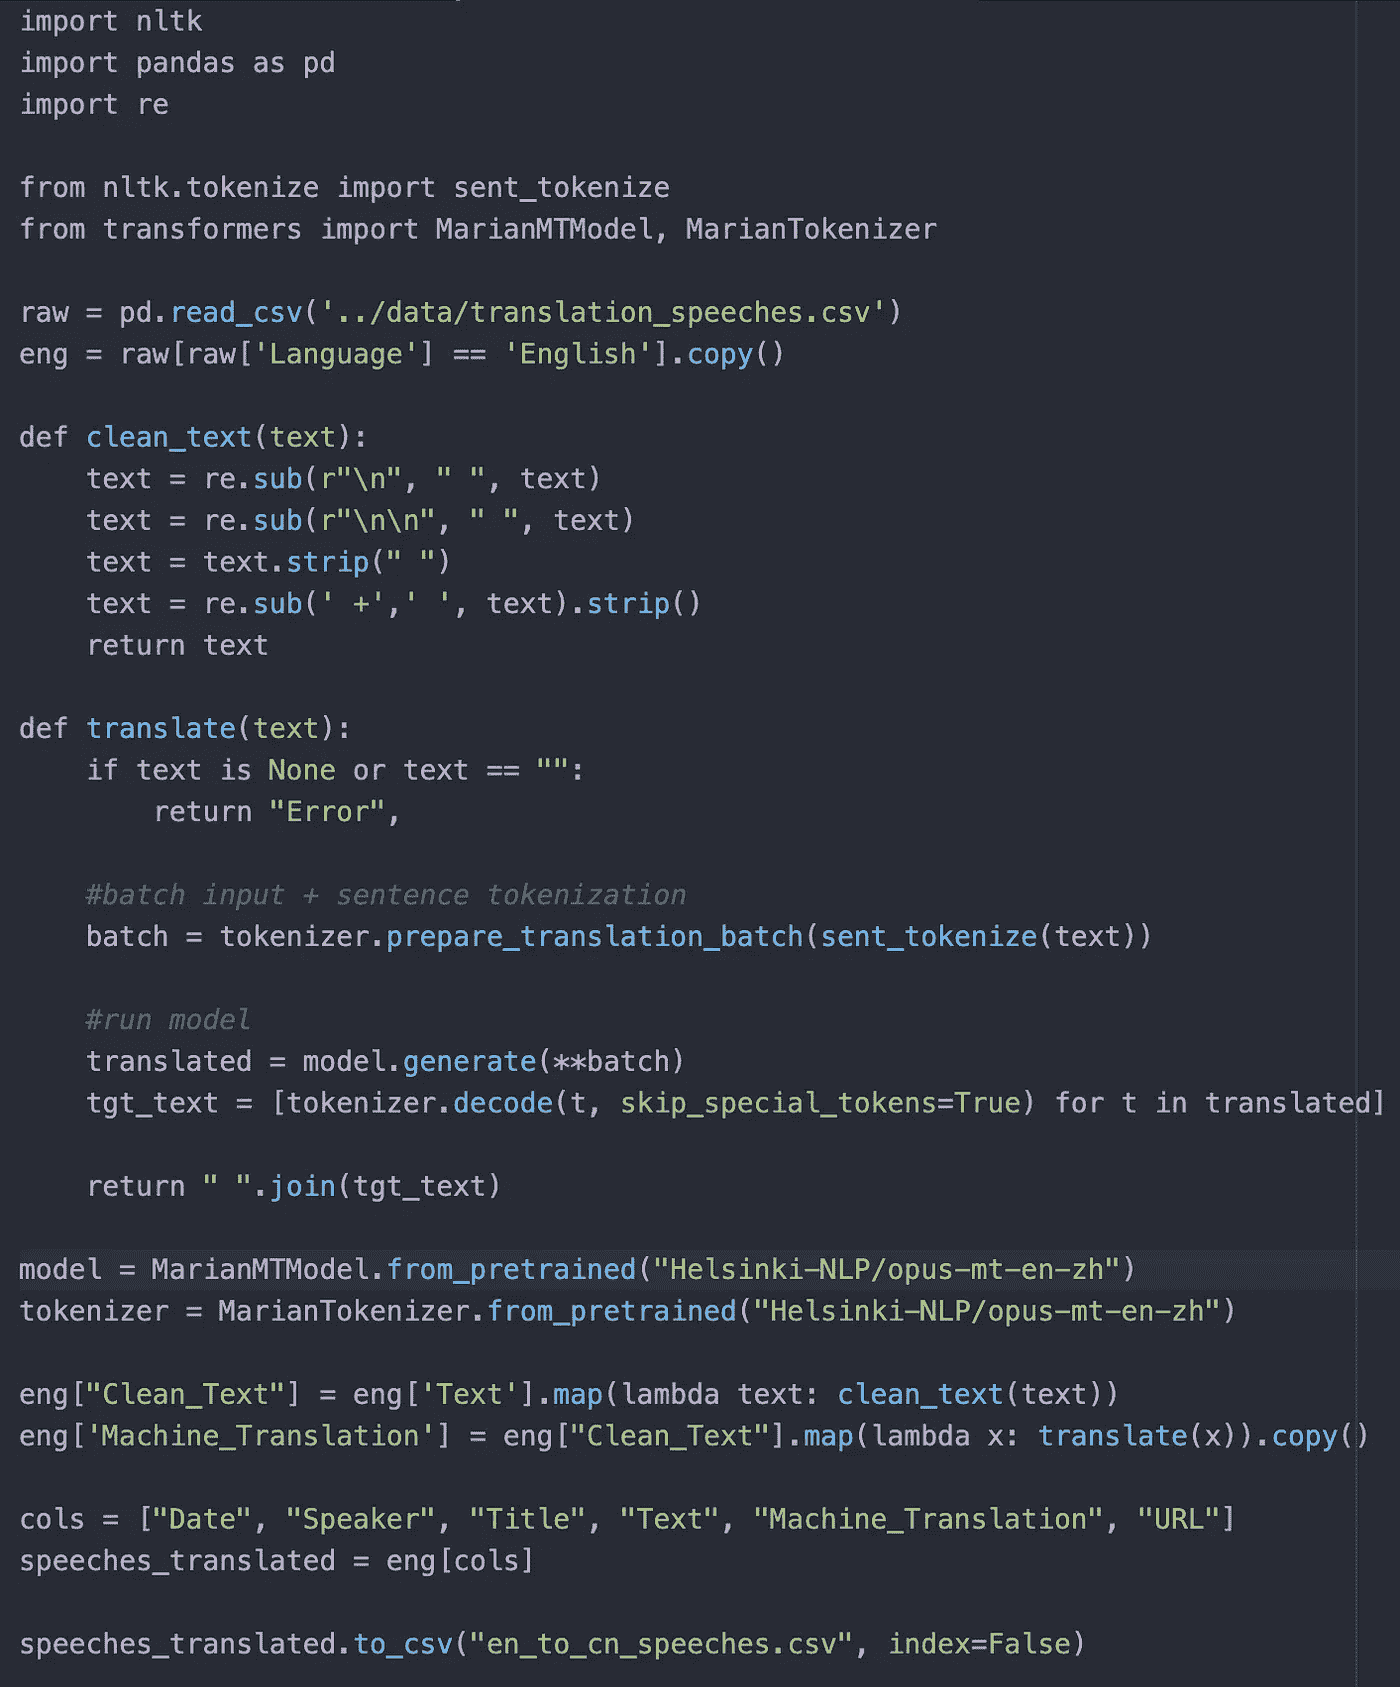 import nltk
import pandas as pd
import re
from nltk.tokenize import sent_tokenize
from transformers import MarianMTModel, MarianTokenizer
raw = pd.read_csv('../data/translation_speeches.csv')
eng = raw[raw['Language'] == 'English'].copy()
def clean_text(text):
    text = re.sub(r"\n", " ", text)
    text = re.sub(r"\n\n", " ", text)
    text = text.strip(" ")
    text = re.sub(' +',' ', text).strip()
    return text
def translate(text):
    if text is None or text == "":
        return "Error",
    #batch input + sentence tokenization
    batch = tokenizer.prepare_translation_batch(sent_tokenize(text))
    #run model
    translated = model.generate(**batch)
    tgt_text = [tokenizer.decode(t, skip_special_tokens=True) for t in translated]
    return " ".join(tgt_text)
model = MarianMTModel.from_pretrained("Helsinki-NLP/opus-mt-en-zh")
tokenizer = MarianTokenizer.from_pretrained("Helsinki-NLP/opus-mt-en-zh")
eng["Clean_Text"] = eng['Text'].map(lambda text: clean_text(text))
eng['Machine_Translation'] = eng["Clean_Text"].map(lambda x: translate(x)).copy()
cols = ["Date", "Speaker", "Title", "Text", "Machine_Translation", "URL"]
speeches_translated = eng[cols]
speeches_translated.to_csv("en_to_cn_speeches.csv", index=False)